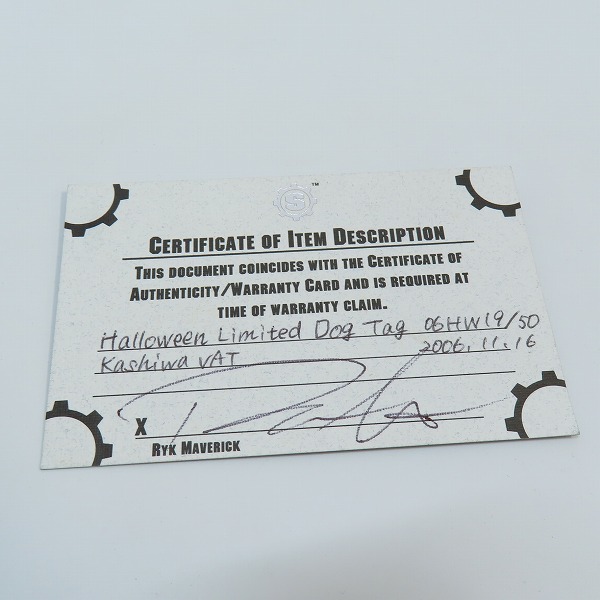 S ™
CERTIFICATE OF ITEM DESCRIPTION
THIS DOCUMENT COINCIDES WITH THE CERTIFICATE OF
AUTHENTICITY/WARRANTY CARD AND IS REQUIRED AT
TIME OF WARRANTY CLAIM.
Halloween Limited Dog Tag 06HW19/50
Kashiwa VAT 2006.11.16
X
RYK MAVERICK